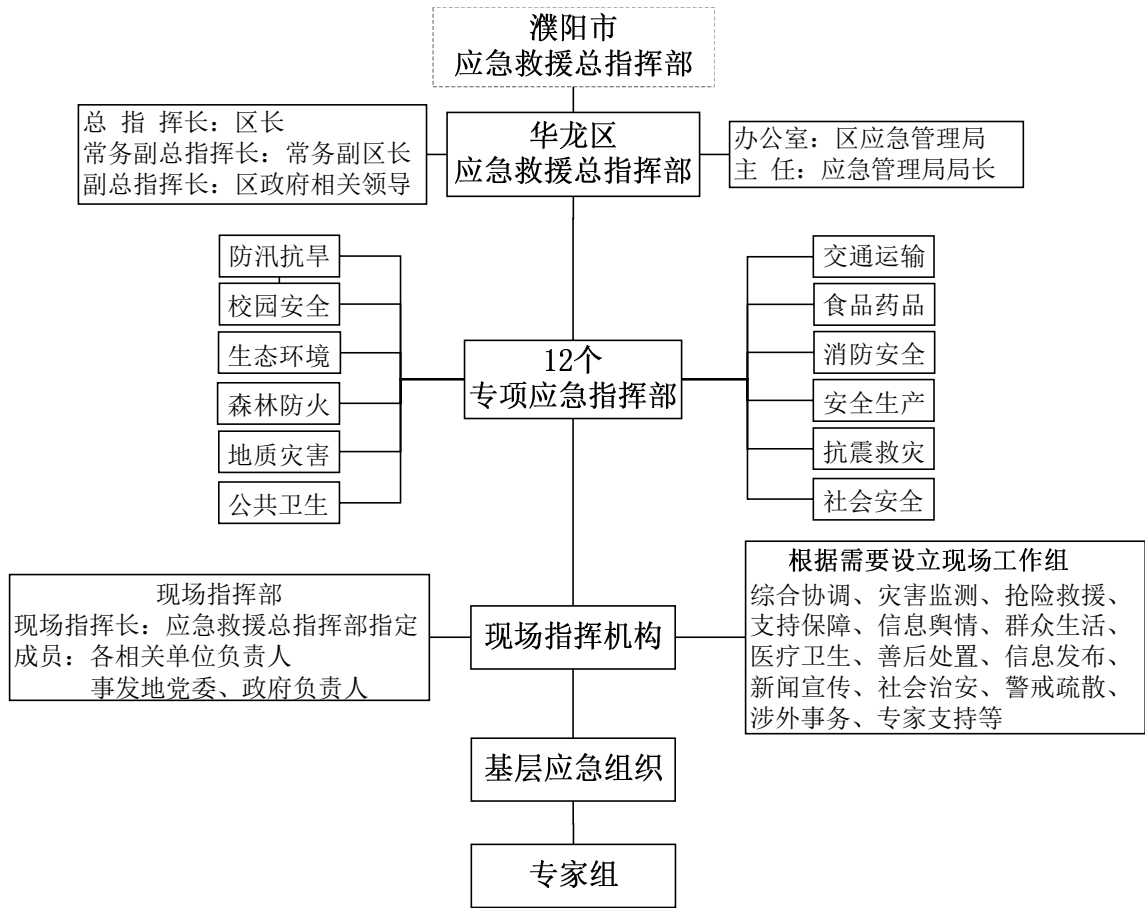 濮阳市
应急救援总指挥部
总 指 挥长：区长
常务副总指挥长：常务副区长
副总指挥长：区政府相关领导
华龙区
应急救援总指挥部
办公室：区应急管理局
主 任：应急管理局局长
防汛抗旱
校园安全
生态环境
森林防火
地质灾害
公共卫生
12个
专项应急指挥部
交通运输
食品药品
消防安全
安全生产
抗震救灾
社会安全
现场指挥部
现场指挥长：应急救援总指挥部指定
成员：各相关单位负责人
事发地党委、政府负责人
现场指挥机构
根据需要设立现场工作组
综合协调、灾害监测、抢险救援、
支持保障、信息舆情、群众生活、
医疗卫生、善后处置、信息发布、
新闻宣传、社会治安、警戒疏散、
涉外事务、专家支持等
基层应急组织
专家组